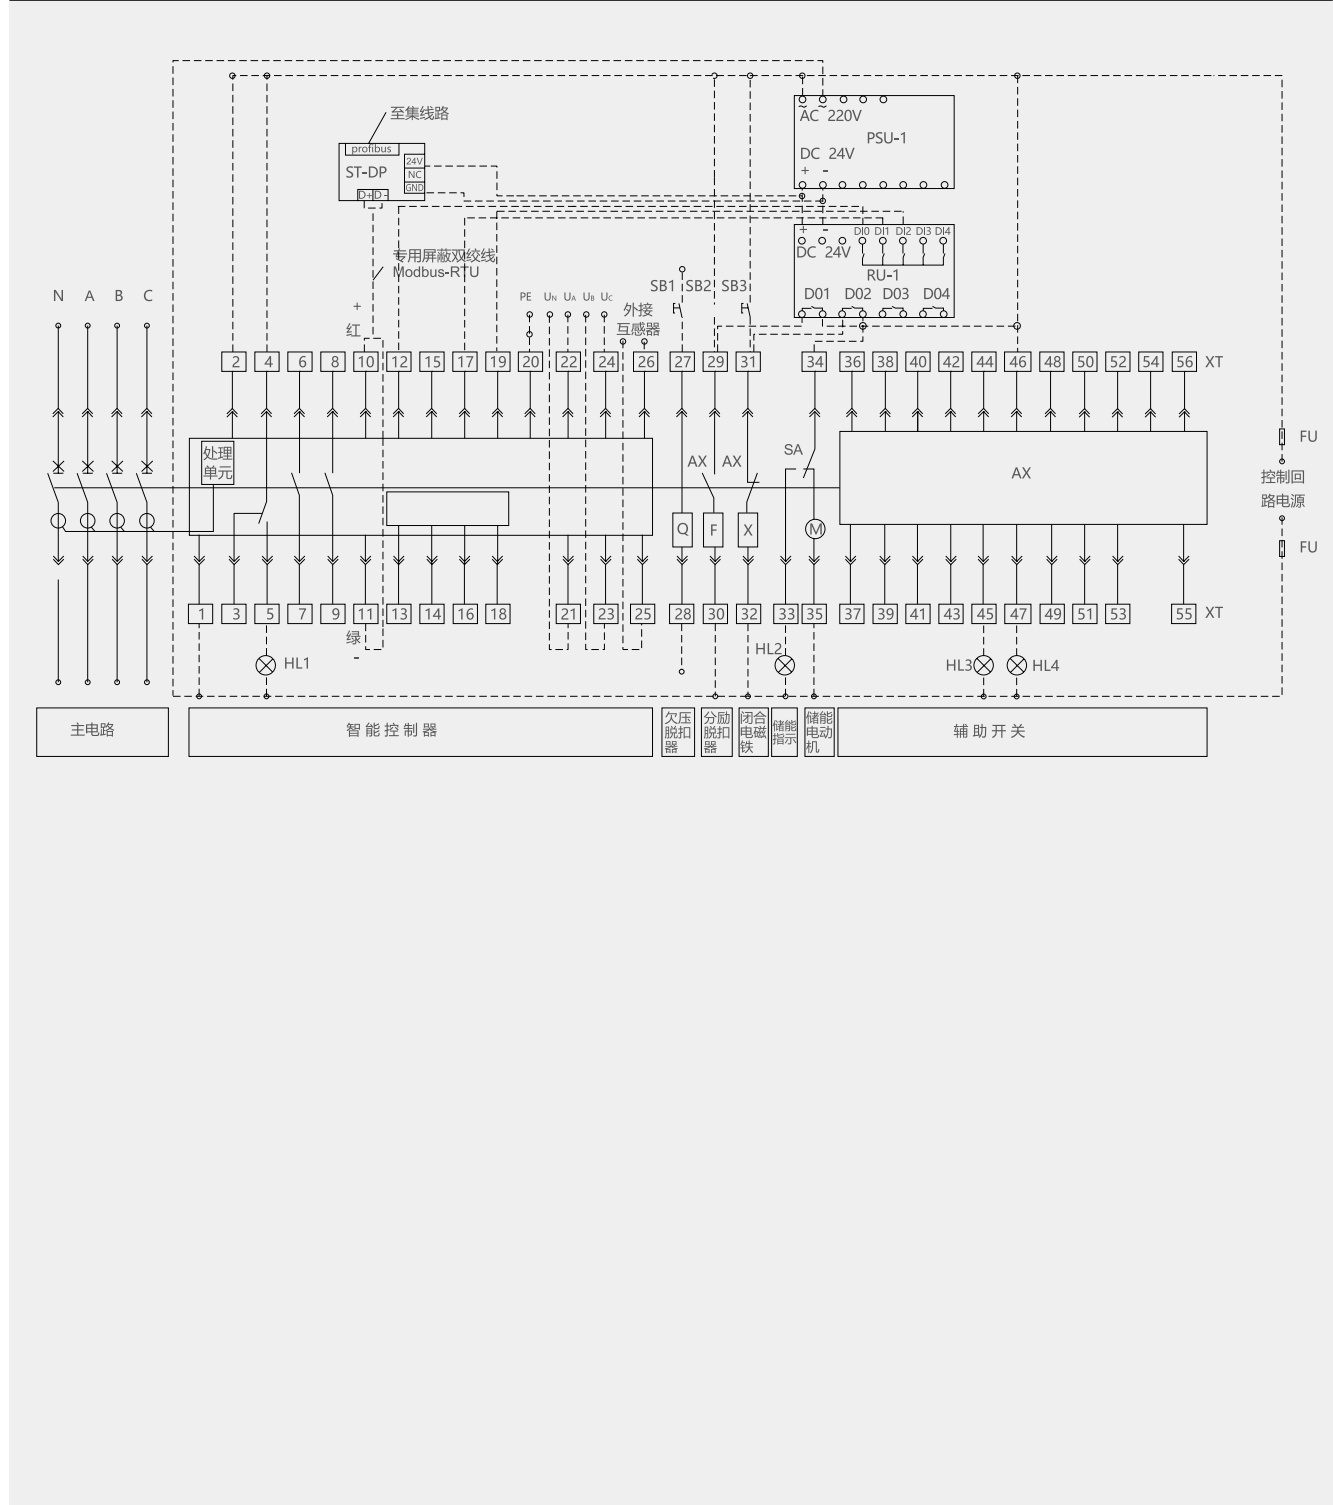 至集线路
profibus
ST-DP
24V
NC
GND
D+ D-
~ ~
AC 220V
PSU-1
DC 24V
+ -
+ - DI0 DI1 DI2 DI3 DI4
DC 24V
RU-1
D01 D02 D03 D04
专用屏蔽双绞线
Modbus-RTU
SB1 SB2 SB3
N A B C
PE UN UA UB UC
外接
互感器
+
红
2 4 6 8 10 12 15 17 19 20 22 24 26 27 29 31 34 36 38 40 42 44 46 48 50 52 54 56 XT
处理
单元
AX AX
SA
AX
FU
控制回
路电源
FU
Q F X M
1 3 5 7 9 11 13 14 16 18 21 23 25 28 30 32 33 35 37 39 41 43 45 47 49 51 53 55 XT
绿
-
HL1
HL2
HL3
HL4
主电路
智能控制器
欠压
脱扣
器
分励
脱扣
器
闭合
电磁
铁
储能
指示
储能
电动
机
辅助开关